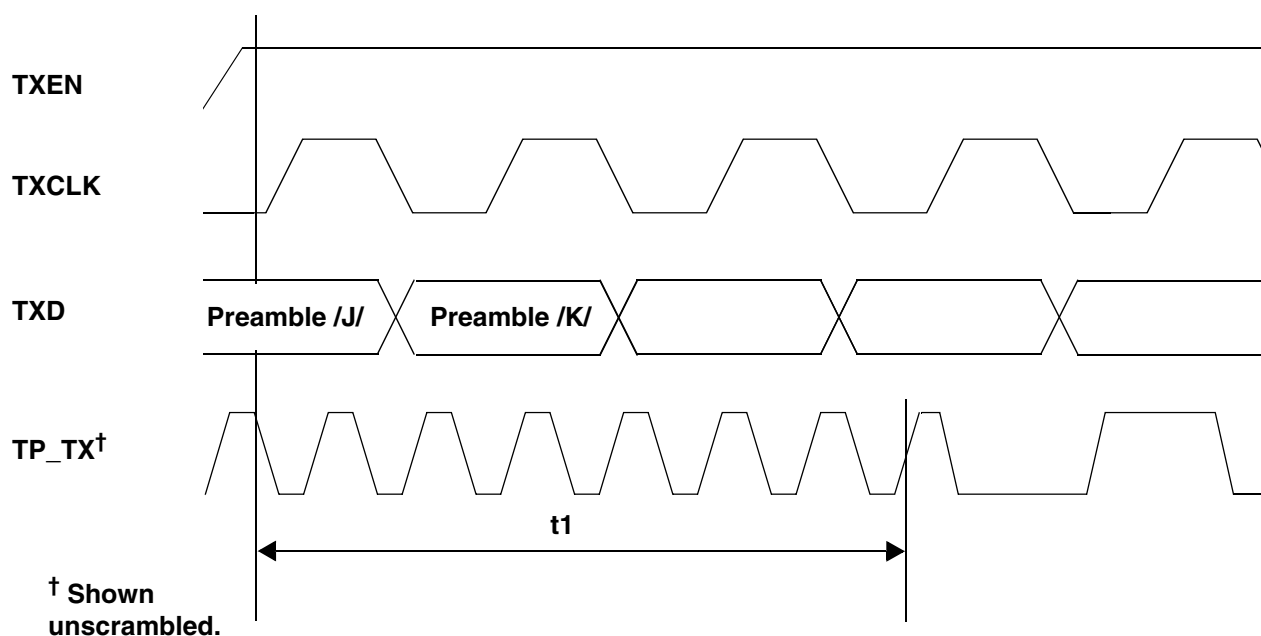 TXEN
TXCLK
TXD
Preamble /J/
Preamble /K/
TP_TX†
t1
† Shown
unscrambled.